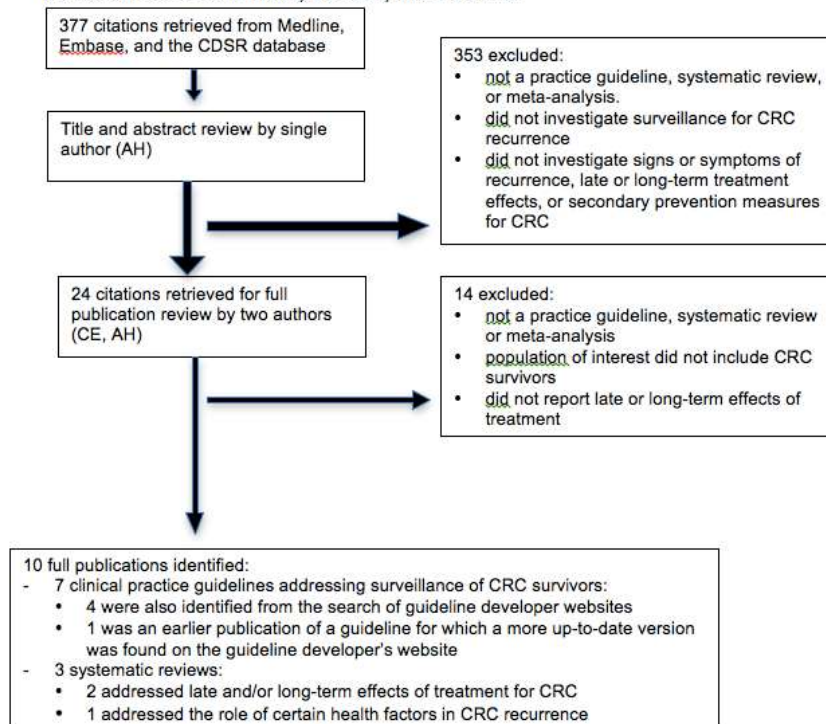 377 citations retrieved from Medline,
Embase, and the CDSR database
353 excluded:
• not a practice guideline, systematic review,
or meta-analysis.
• did not investigate surveillance for CRC
recurrence
• did not investigate signs or symptoms of
recurrence, late or long-term treatment
effects, or secondary prevention measures
for CRC
Title and abstract review by single
author (AH)
24 citations retrieved for full
publication review by two authors
(CE, AH)
14 excluded:
• not a practice guideline, systematic review
or meta-analysis
• population of interest did not include CRC
survivors
• did not report late or long-term effects of
treatment
10 full publications identified:
- 7 clinical practice guidelines addressing surveillance of CRC survivors:
• 4 were also identified from the search of guideline developer websites
• 1 was an earlier publication of a guideline for which a more up-to-date version
was found on the guideline developer's website
- 3 systematic reviews:
• 2 addressed late and/or long-term effects of treatment for CRC
• 1 addressed the role of certain health factors in CRC recurrence